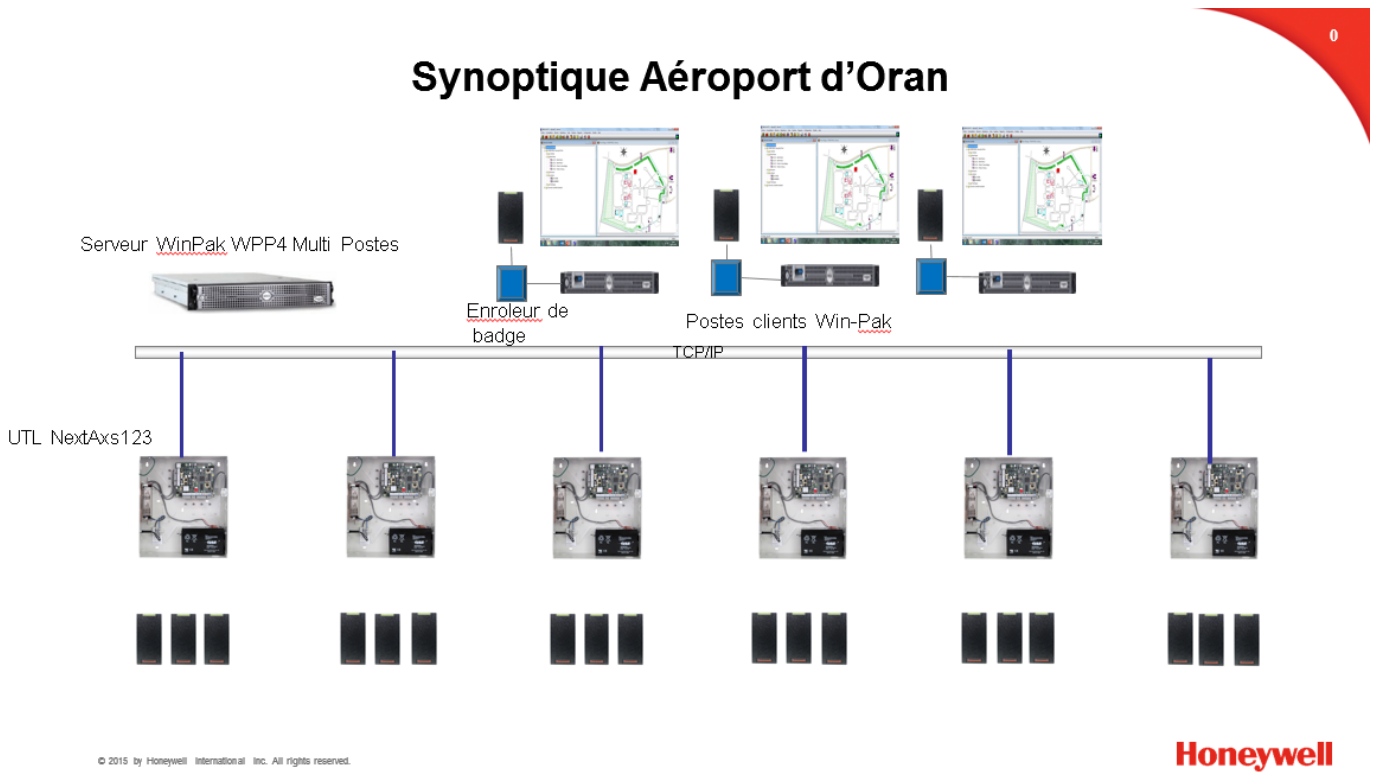 0
Synoptique Aéroport d’Oran
Serveur WinPak WPP4 Multi Postes
Enroleur de
badge
Postes clients Win-Pak
TCP/IP
UTL NextAxs123
© 2015 by Honeywell International Inc. All rights reserved.
Honeywell